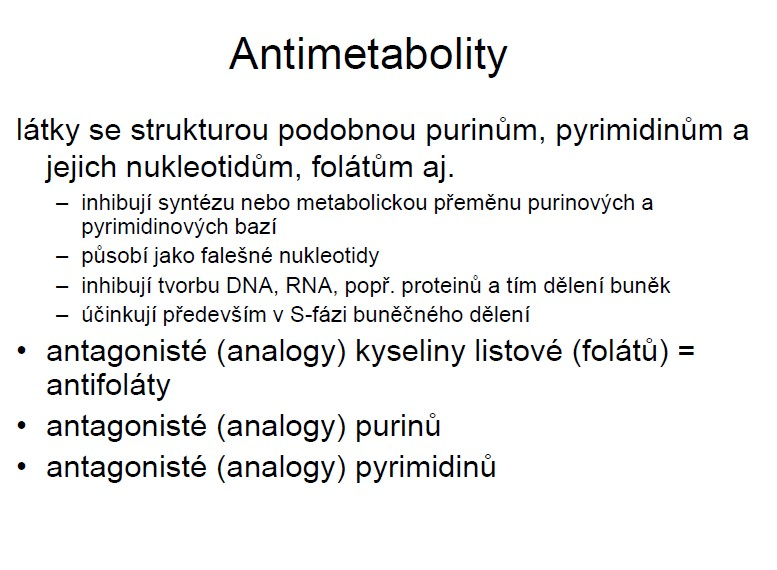 Antimetabolity
látky se strukturou podobnou purinům, pyrimidinům a
jejich nukleotidům, folátům aj.
– inhibují syntézu nebo metabolickou přeměnu purinových a
pyrimidinových bazí
– působí jako falešné nukleotidy
– inhibují tvorbu DNA, RNA, popř. proteinů a tím dělení buněk
– účinkují především v S-fázi buněčného dělení
• antagonisté (analogy) kyseliny listové (folátů) =
antifoláty
• antagonisté (analogy) purinů
• antagonisté (analogy) pyrimidinů